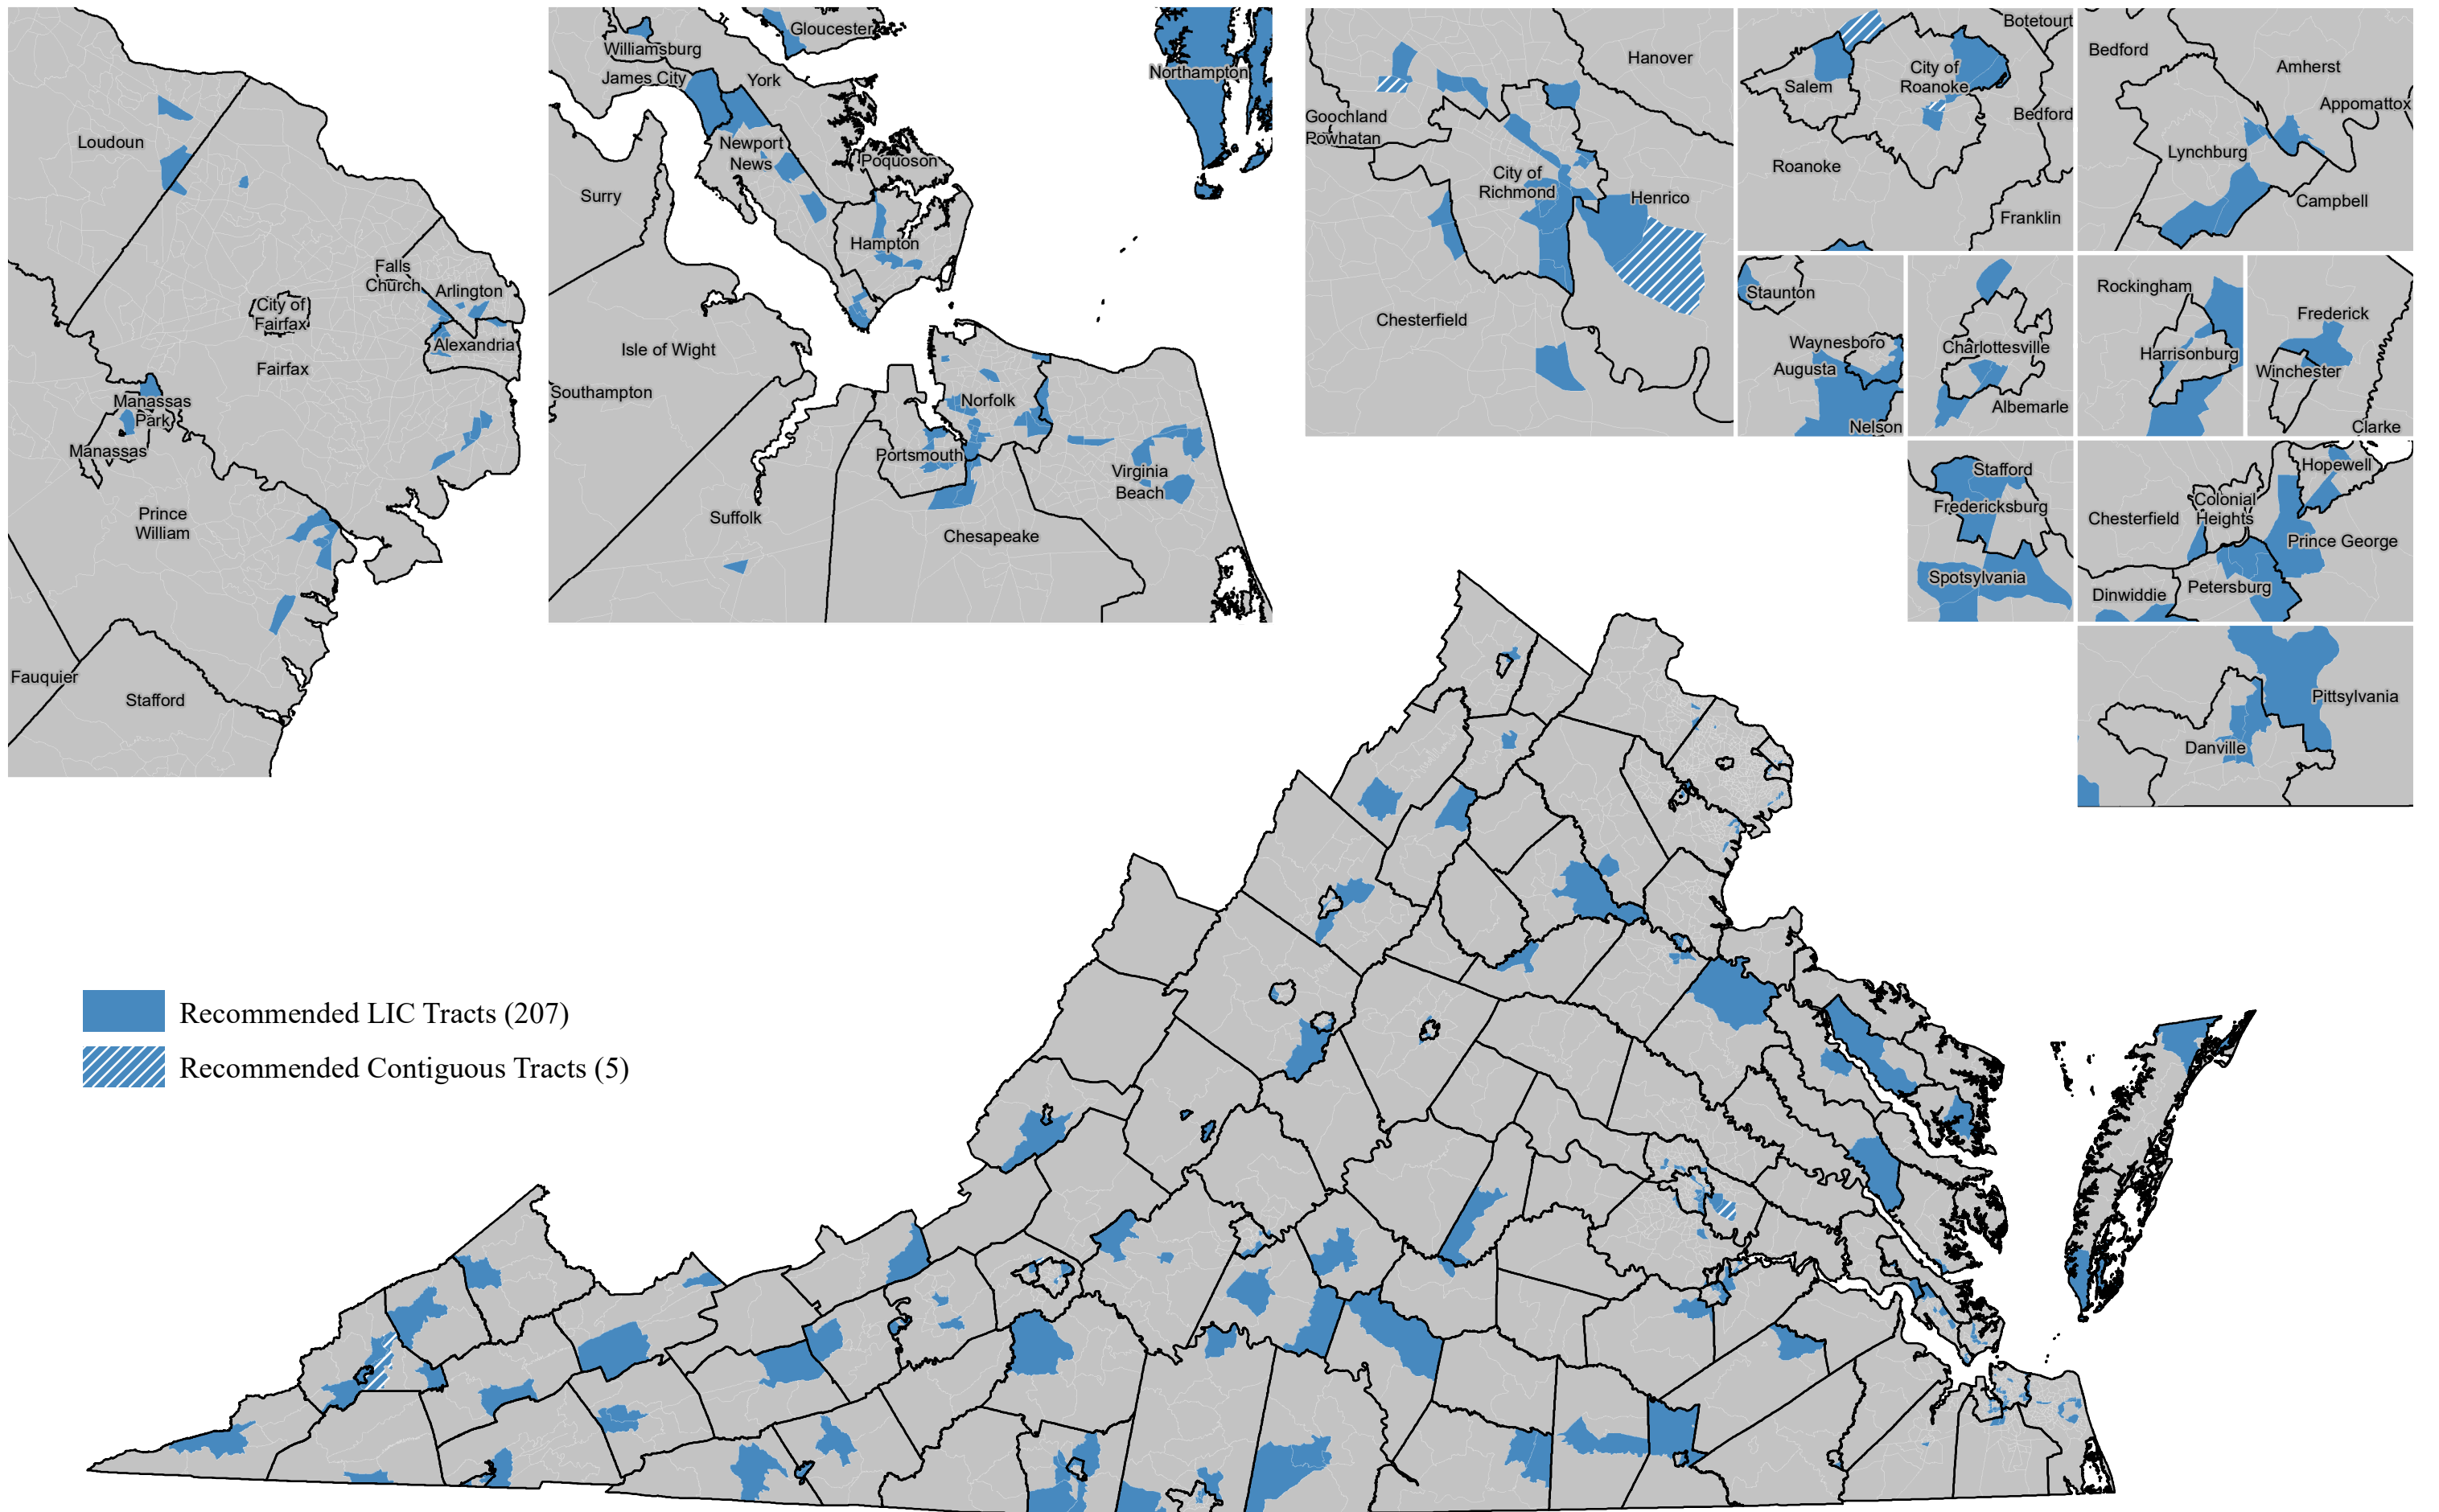 Loudoun
Falls
Church
Arlington
City of
Fairfax
Alexandria
Fairfax
Manassas
Park
Manassas
Prince
William
Fauquier
Stafford
Gloucester
Williamsburg
James City
York
Northampton
Newport
News
Poquoson
Surry
Hampton
Isle of Wight
Southampton
Norfolk
Portsmouth
Virginia
Beach
Suffolk
Chesapeake
Hanover
Goochland
Powhatan
City of
Richmond
Henrico
Chesterfield
Botetourt
City of
Roanoke
Salem
Bedford
Roanoke
Franklin
Bedford
Amherst
Appomattox
Lynchburg
Campbell
Staunton
Waynesboro
Augusta
Nelson
Charlottesville
Albemarle
Rockingham
Harrisonburg
Frederick
Winchester
Clarke
Stafford
Fredericksburg
Spotsylvania
Hopewell
Colonial
Heights
Chesterfield
Prince George
Petersburg
Dinwiddie
Pittsylvania
Danville
Recommended LIC Tracts (207)
Recommended Contiguous Tracts (5)